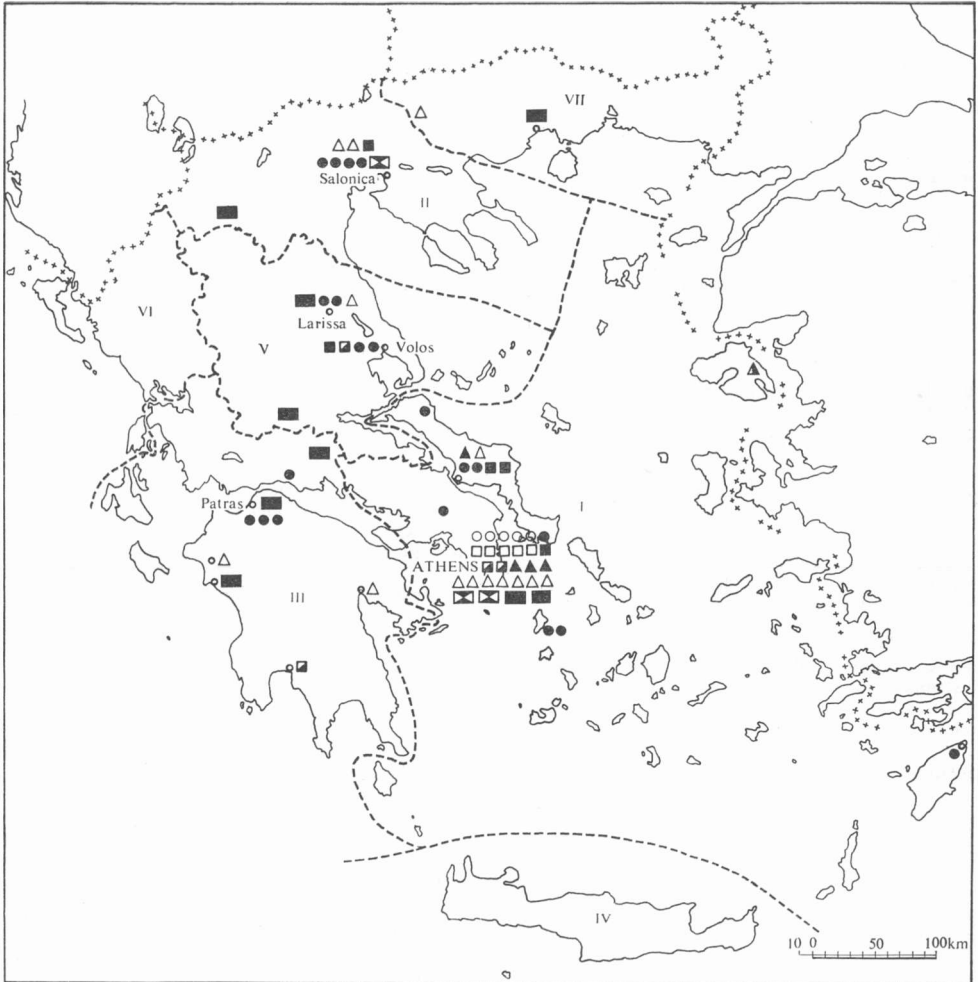 VII
Salonica
II
VI
V
Larissa
Volos
I
Patras
ATHENS
III
IV
10 0 50 100km